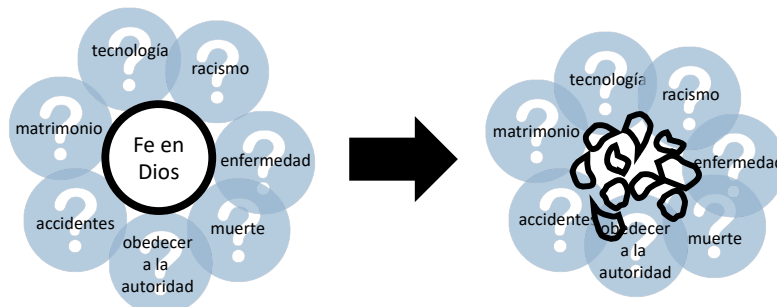 tecnología
racismo
matrimonio
Fe en
Dios
enfermedad
accidentes
obedecer
a la
autoridad
muerte
tecnología
racismo
matrimonio
enfermedad
accidentes
obedecer
a la
autoridad
muerte